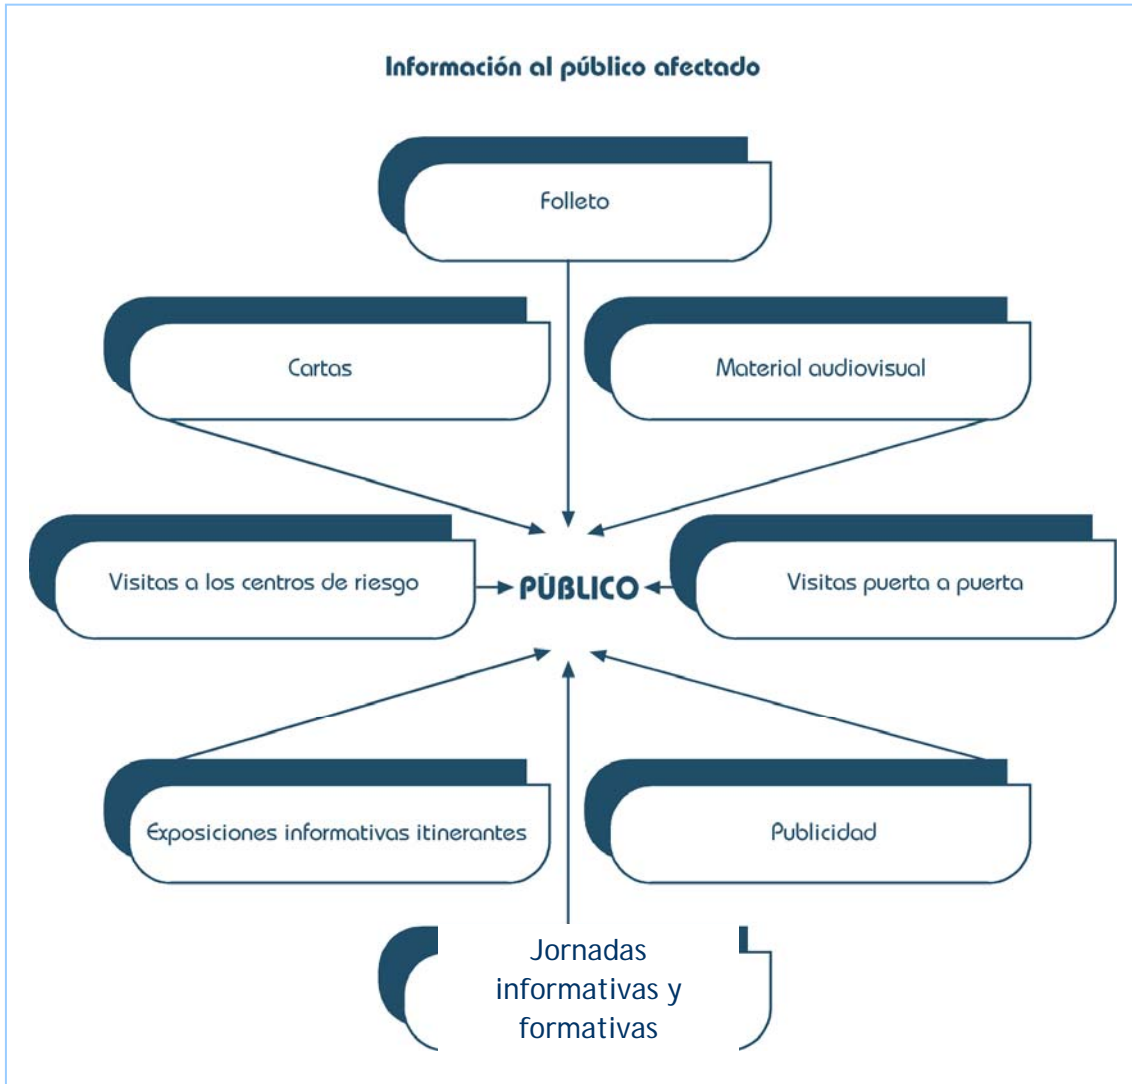 Información al público afectado
Folleto
Cartas
Material audiovisual
Visitas a los centros de riesgo
PÚBLICO
Visitas puerta a puerta
Exposiciones informativas itinerantes
Publicidad
Jornadas
informativas y
formativas